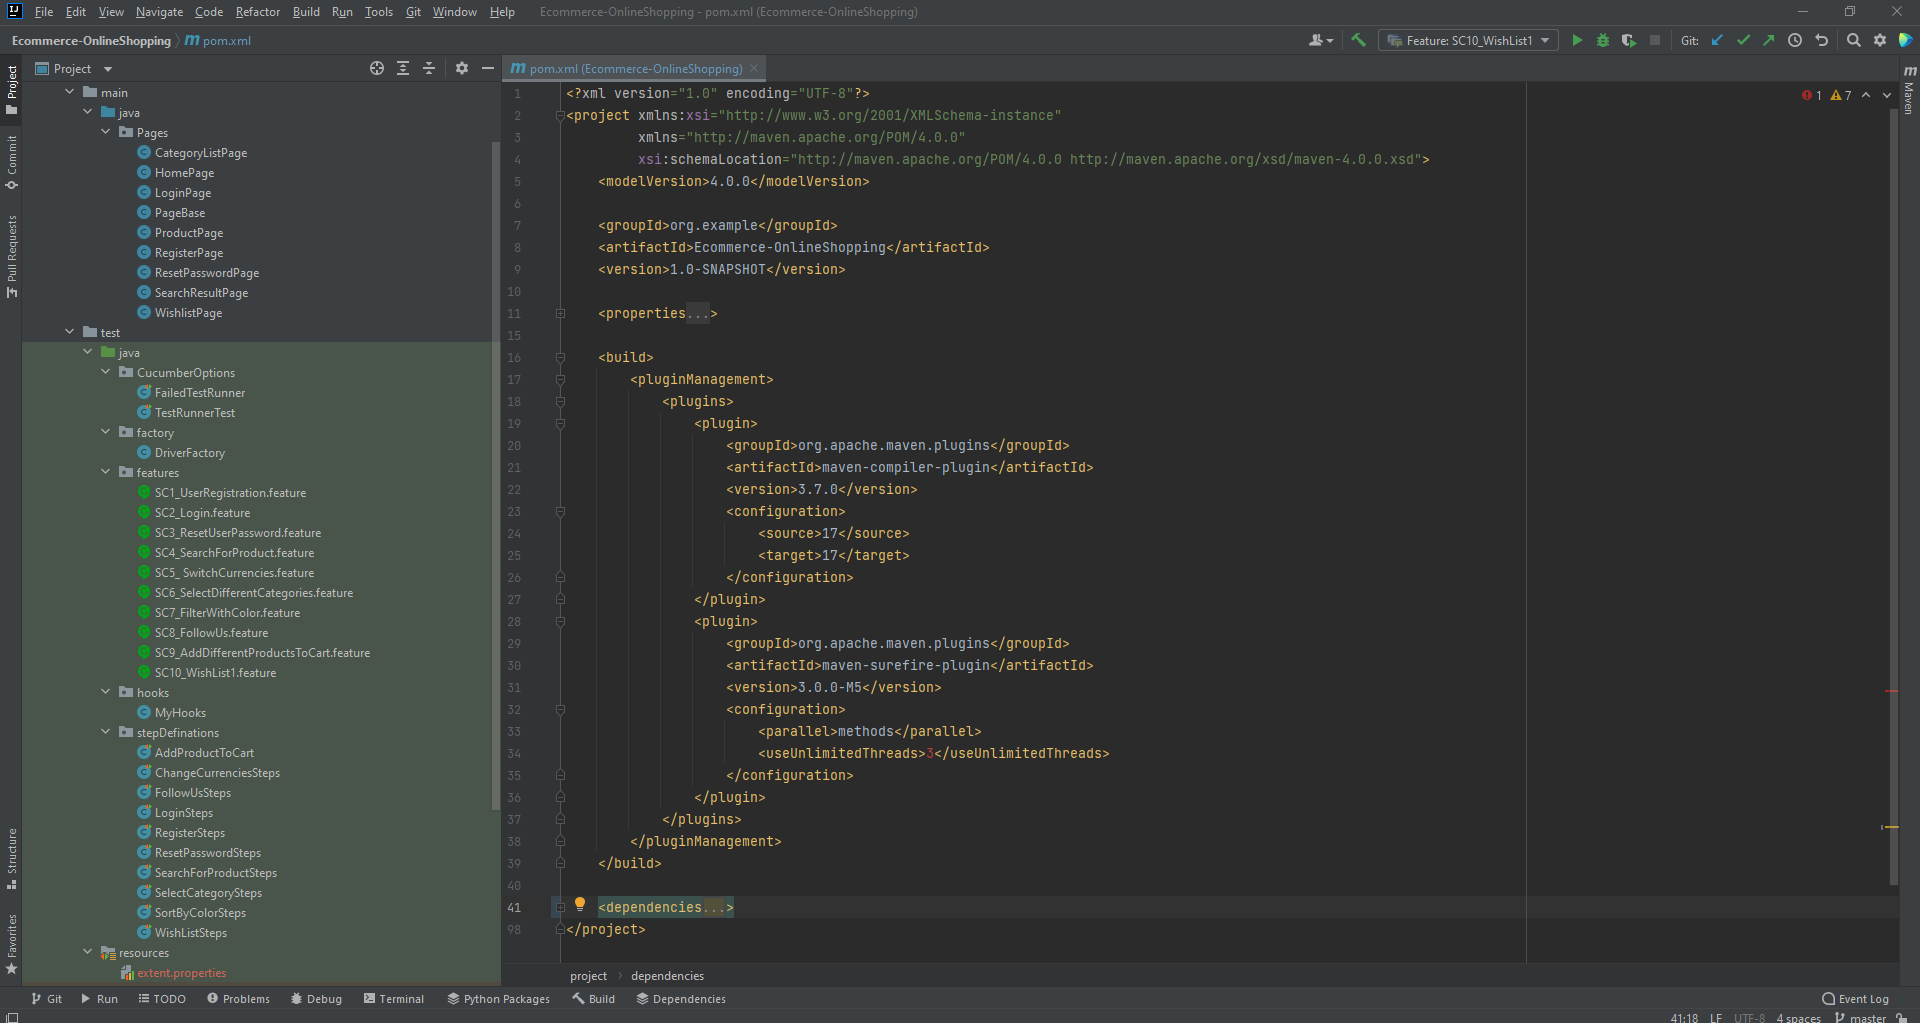 File Edit View Navigate Code Refactor Build Run Tools Git Window Help Ecommerce-OnlineShopping - pom.xml (Ecommerce-OnlineShopping)
Ecommerce-OnlineShopping pom.xml Feature: SC10_WishList1 Git:
Project
Commit
Pull Requests
Structure
Favorites
Project
main
java
Pages
CategoryListPage
HomePage
LoginPage
PageBase
ProductPage
RegisterPage
ResetPasswordPage
SearchResultPage
WishlistPage
test
java
CucumberOptions
FailedTestRunner
TestRunnerTest
factory
DriverFactory
features
SC1_UserRegistration.feature
SC2_Login.feature
SC3_ResetUserPassword.feature
SC4_SearchForProduct.feature
SC5_ SwitchCurrencies.feature
SC6_SelectDifferentCategories.feature
SC7_FilterWithColor.feature
SC8_FollowUs.feature
SC9_AddDifferentProductsToCart.feature
SC10_WishList1.feature
hooks
MyHooks
stepDefinations
AddProductToCart
ChangeCurrenciesSteps
FollowUsSteps
LoginSteps
RegisterSteps
ResetPasswordSteps
SearchForProductSteps
SelectCategorySteps
SortByColorSteps
WishListSteps
resources
extent.properties
pom.xml (Ecommerce-OnlineShopping)
1 7
Maven
1 <?xml version="1.0" encoding="UTF-8"?>
2 <project xmlns:xsi="http://www.w3.org/2001/XMLSchema-instance"
3 xmlns="http://maven.apache.org/POM/4.0.0"
4 xsi:schemaLocation="http://maven.apache.org/POM/4.0.0 http://maven.apache.org/xsd/maven-4.0.0.xsd">
5 <modelVersion>4.0.0</modelVersion>
6
7 <groupId>org.example</groupId>
8 <artifactId>Ecommerce-OnlineShopping</artifactId>
9 <version>1.0-SNAPSHOT</version>
10
11 <properties...>
15
16 <build>
17 <pluginManagement>
18 <plugins>
19 <plugin>
20 <groupId>org.apache.maven.plugins</groupId>
21 <artifactId>maven-compiler-plugin</artifactId>
22 <version>3.7.0</version>
23 <configuration>
24 <source>17</source>
25 <target>17</target>
26 </configuration>
27 </plugin>
28 <plugin>
29 <groupId>org.apache.maven.plugins</groupId>
30 <artifactId>maven-surefire-plugin</artifactId>
31 <version>3.0.0-M5</version>
32 <configuration>
33 <parallel>methods</parallel>
34 <useUnlimitedThreads>3</useUnlimitedThreads>
35 </configuration>
36 </plugin>
37 </plugins>
38 </pluginManagement>
39 </build>
40
41 <dependencies...>
98 </project>
project dependencies
Git Run TODO Problems Debug Terminal Python Packages Build Dependencies Event Log
41:18 LF UTF-8 4 spaces master